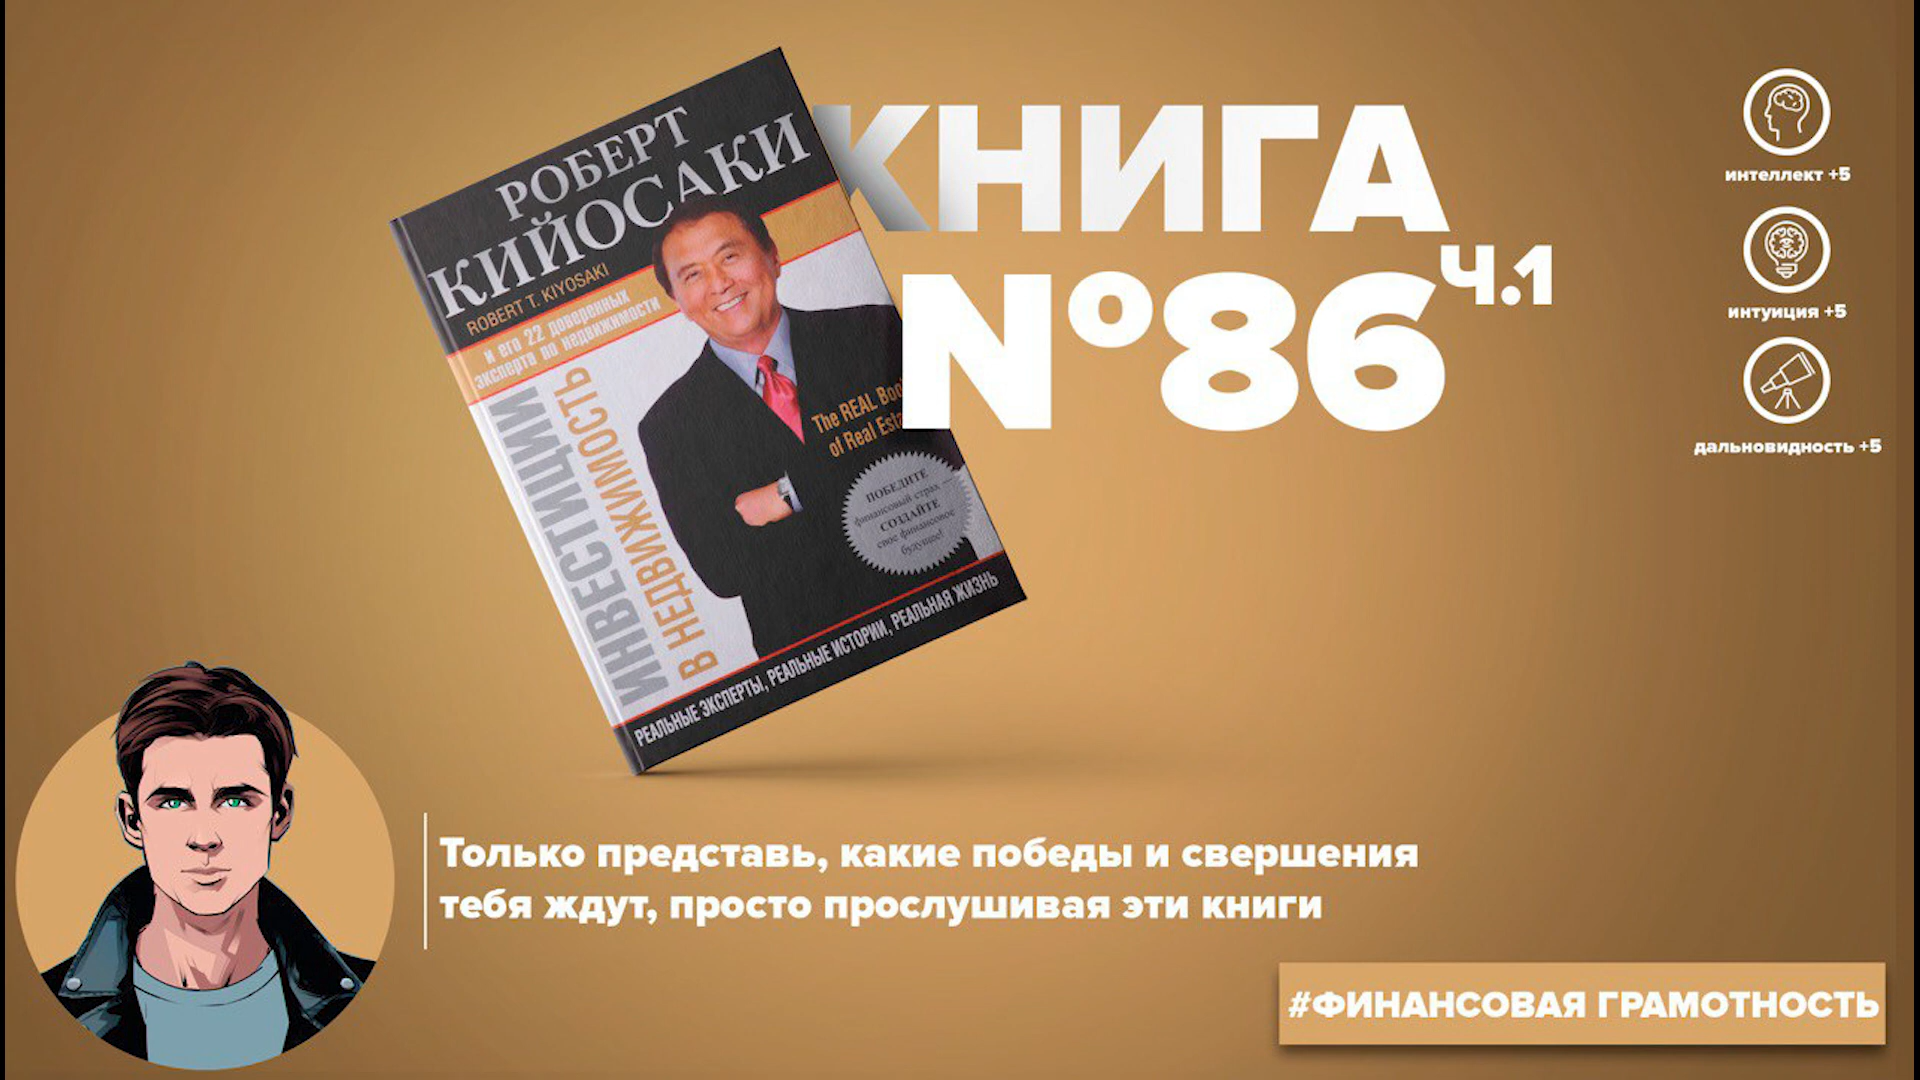 РОБЕРТ
КИЙОСАКИ
ROBERT T. KIYOSAKI
и его 22 доверенных
эксперта по недвижимости
ИНВЕСТИЦИИ
В НЕДВИЖИМОСТЬ
The REAL Boo
of Real Esta
ПОБЕДИТЕ
финансовый страх —
СОЗДАЙТЕ
свое финансовое
будущее!
РЕАЛЬНЫЕ ЭКСПЕРТЫ, РЕАЛЬНЫЕ ИСТОРИИ, РЕАЛЬНАЯ ЖИЗНЬ
КНИГА
№86 Ч.1
интеллект +5
интуиция +5
дальновидность +5
Только представь, какие победы и свершения
тебя ждут, просто прослушивая эти книги
#ФИНАНСОВАЯ ГРАМОТНОСТЬ